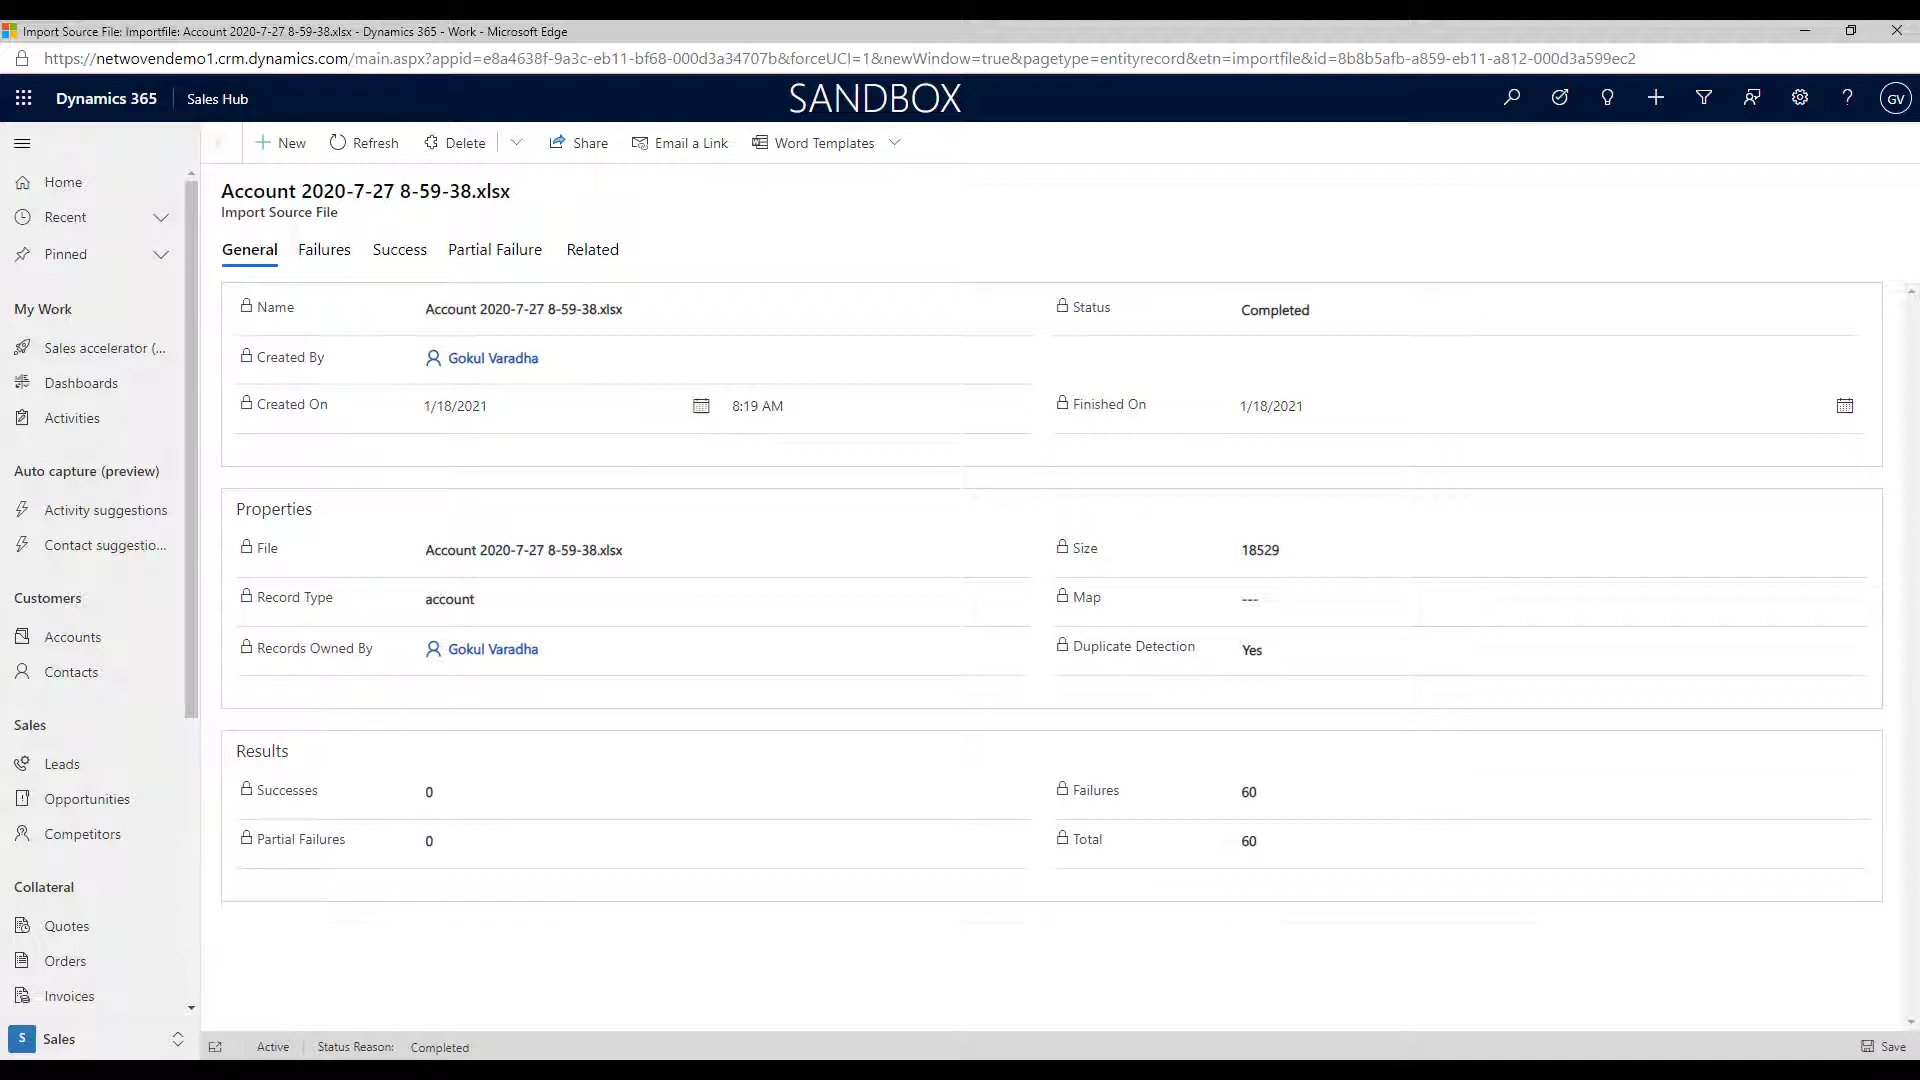 Import Source File: Importfile: Account 2020-7-27 8-59-38.xlsx - Dynamics 365 - Work - Microsoft Edge
https://netwovendemo1.crm.dynamics.com/main.aspx?appid=e8a4638f-9a3c-eb11-bf68-000d3a34707b&forceUCI=1&newWindow=true&pagetype=entityrecord&etn=importfile&id=8b8b5afb-a859-eb11-a812-000d3a599ec2
Dynamics 365 Sales Hub SANDBOX ? GV
New Refresh Delete Share Email a Link Word Templates
Home
Recent
Pinned
My Work
Sales accelerator (...
Dashboards
Activities
Auto capture (preview)
Activity suggestions
Contact suggestio...
Customers
Accounts
Contacts
Sales
Leads
Opportunities
Competitors
Collateral
Quotes
Orders
Invoices
S Sales
Account 2020-7-27 8-59-38.xlsx
Import Source File
General Failures Success Partial Failure Related
Name Account 2020-7-27 8-59-38.xlsx Status Completed
Created By Gokul Varadha
Created On 1/18/2021 8:19 AM Finished On 1/18/2021
Properties
File Account 2020-7-27 8-59-38.xlsx Size 18529
Record Type account Map ---
Records Owned By Gokul Varadha Duplicate Detection Yes
Results
Successes 0 Failures 60
Partial Failures 0 Total 60
Active Status Reason: Completed Save